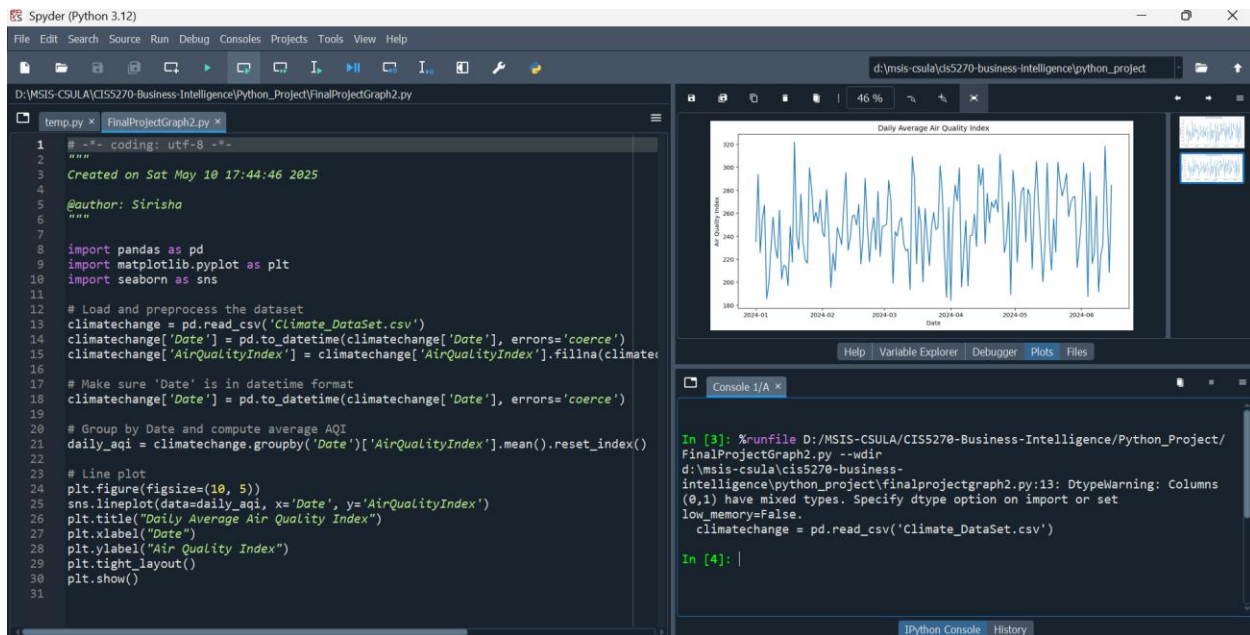 Spyder (Python 3.12)
File Edit Search Source Run Debug Consoles Projects Tools View Help
d:\msis-csula\cis5270-business-intelligence\python_project
D:\MSIS-CSULA\CIS5270-Business-Intelligence\Python_Project\FinalProjectGraph2.py
temp.py × FinalProjectGraph2.py ×
1 # -*- coding: utf-8 -*-
2 """
3 Created on Sat May 10 17:44:46 2025
4
5 @author: Sirisha
6 """
7
8 import pandas as pd
9 import matplotlib.pyplot as plt
10 import seaborn as sns
11
12 # Load and preprocess the dataset
13 climatechange = pd.read_csv('Climate_DataSet.csv')
14 climatechange['Date'] = pd.to_datetime(climatechange['Date'], errors='coerce')
15 climatechange['AirQualityIndex'] = climatechange['AirQualityIndex'].fillna(climatec
16
17 # Make sure 'Date' is in datetime format
18 climatechange['Date'] = pd.to_datetime(climatechange['Date'], errors='coerce')
19
20 # Group by Date and compute average AQI
21 daily_aqi = climatechange.groupby('Date')['AirQualityIndex'].mean().reset_index()
22
23 # Line plot
24 plt.figure(figsize=(10, 5))
25 sns.lineplot(data=daily_aqi, x='Date', y='AirQualityIndex')
26 plt.title("Daily Average Air Quality Index")
27 plt.xlabel("Date")
28 plt.ylabel("Air Quality Index")
29 plt.tight_layout()
30 plt.show()
31
46 %
Daily Average Air Quality Index
Air Quality Index
320
300
280
260
240
220
200
180
2024-01 2024-02 2024-03 2024-04 2024-05 2024-06
Date
Help Variable Explorer Debugger Plots Files
Console 1/A ×
In [3]: %runfile D:/MSIS-CSULA/CIS5270-Business-Intelligence/Python_Project/
FinalProjectGraph2.py --wdir
d:\msis-csula\cis5270-business-
intelligence\python_project\finalprojectgraph2.py:13: DtypeWarning: Columns
(0,1) have mixed types. Specify dtype option on import or set
low_memory=False.
climatechange = pd.read_csv('Climate_DataSet.csv')
In [4]:
IPython Console History